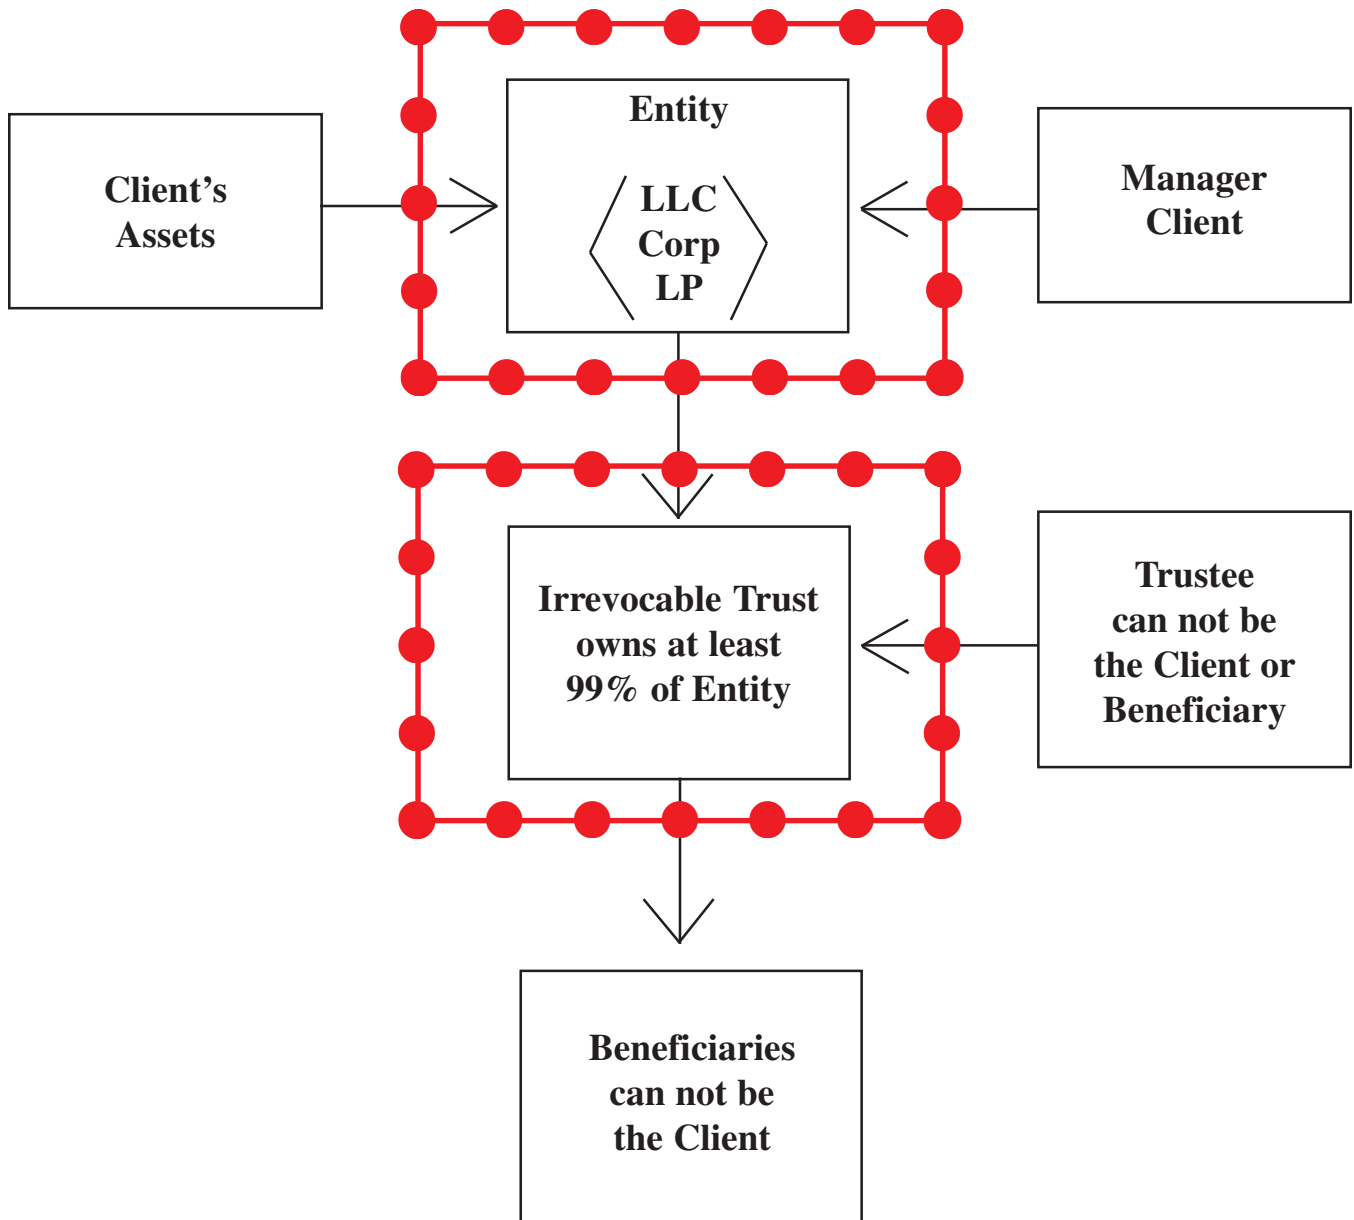 Entity
LLC
Corp
LP
Client’s
Assets
Manager
Client
Irrevocable Trust
owns at least
99% of Entity
Trustee
can not be
the Client or
Beneficiary
Beneficiaries
can not be
the Client